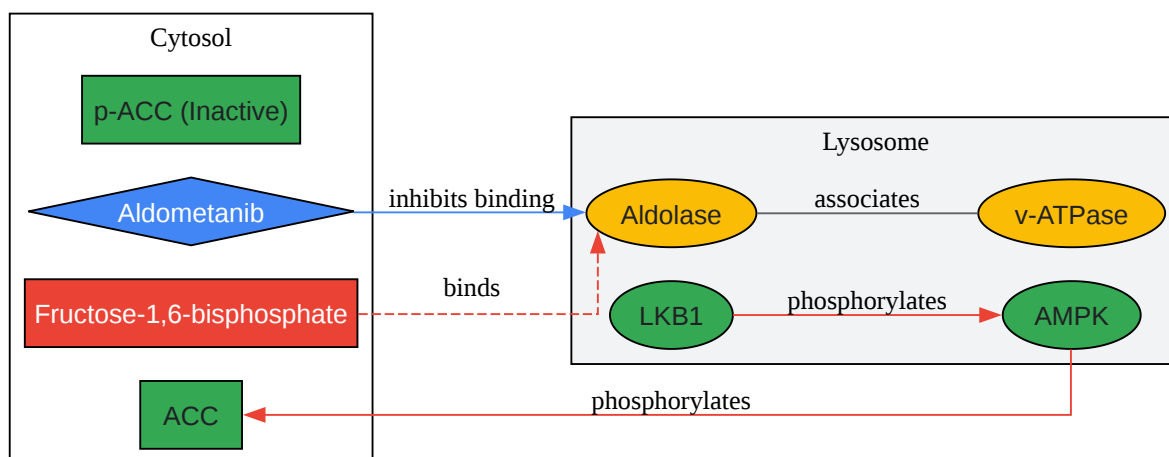 Cytosol
p-ACC (Inactive)
Lysosome
Aldometanib
inhibits binding
Aldolase
associates
v-ATPase
Fructose-1,6-bisphosphate
binds
LKB1
phosphorylates
AMPK
ACC
phosphorylates